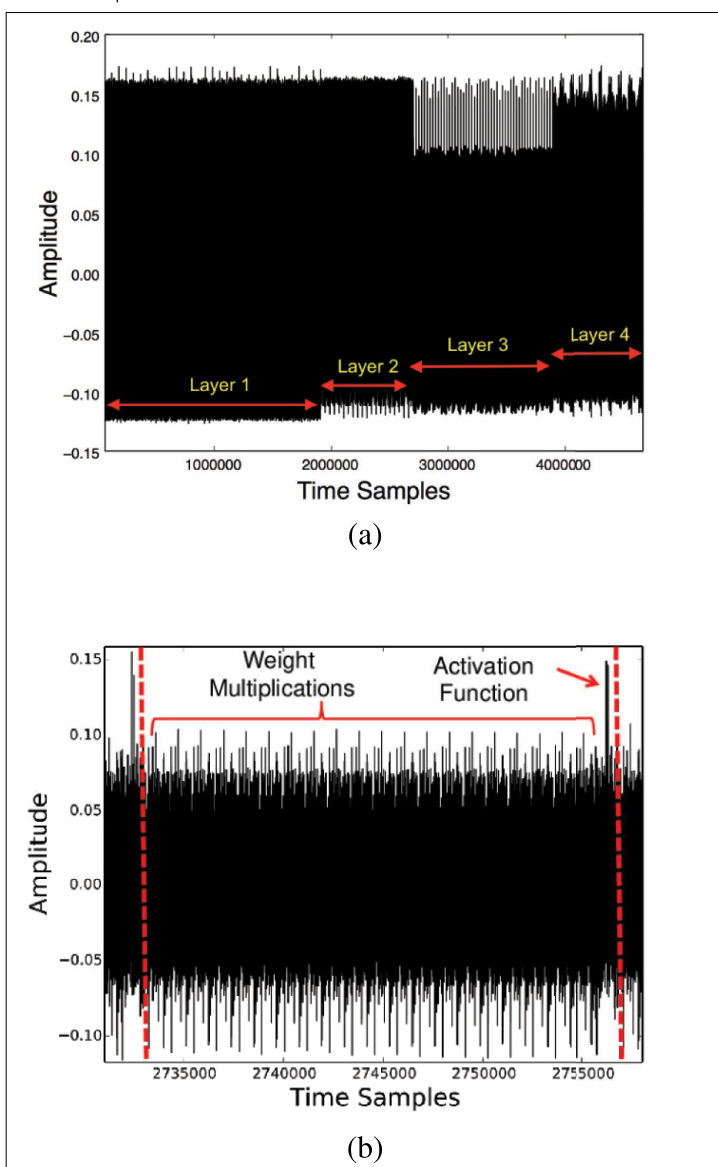 0.20
0.15
0.10
0.05
0.00
−0.05
−0.10
−0.15
Amplitude
Layer 1
Layer 2
Layer 3
Layer 4
1000000 2000000 3000000 4000000
Time Samples
(a)
0.15
0.10
0.05
0.00
−0.05
−0.10
Amplitude
Weight
Multiplications
Activation
Function
2735000 2740000 2745000 2750000 2755000
Time Samples
(b)